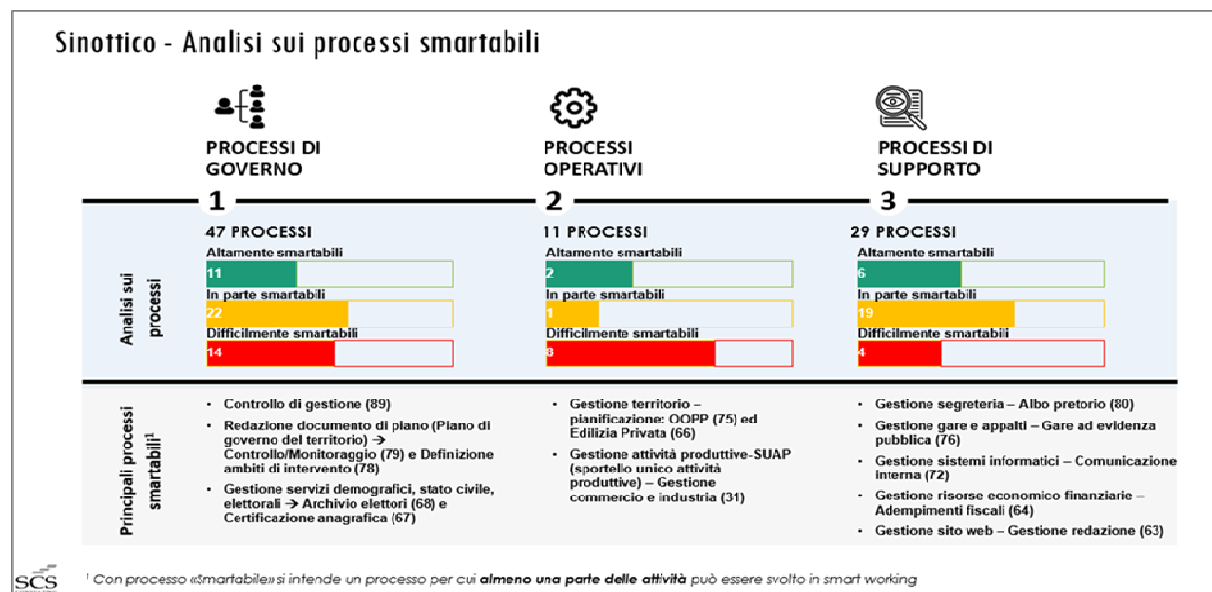 Sinottico - Analisi sui processi smartabili
PROCESSI DI
GOVERNO
PROCESSI
OPERATIVI
PROCESSI DI
SUPPORTO
1
2
3
Analisi sui
processi
47 PROCESSI
Altamente smartabili
11
In parte smartabili
22
Difficilmente smartabili
14
11 PROCESSI
Altamente smartabili
2
In parte smartabili
1
Difficilmente smartabili
8
29 PROCESSI
Altamente smartabili
6
In parte smartabili
19
Difficilmente smartabili
4
Principali processi
smartabili¹
• Controllo di gestione (89)
• Redazione documento di piano (Piano di
governo del territorio) →
Controllo/Monitoraggio (79) e Definizione
ambiti di intervento (78)
• Gestione servizi demografici, stato civile,
elettorali → Archivio elettori (68) e
Certificazione anagrafica (67)
• Gestione territorio –
pianificazione: OOPP (75) ed
Edilizia Privata (66)
• Gestione attività produttive-SUAP
(sportello unico attività
produttive) – Gestione
commercio e industria (31)
• Gestione segreteria – Albo pretorio (80)
• Gestione gare e appalti – Gare ad evidenza
pubblica (76)
• Gestione sistemi informatici – Comunicazione
interna (72)
• Gestione risorse economico finanziarie –
Adempimenti fiscali (64)
• Gestione sito web – Gestione redazione (63)
SCS
¹ Con processo «Smartabile» si intende un processo per cui almeno una parte delle attività può essere svolto in smart working